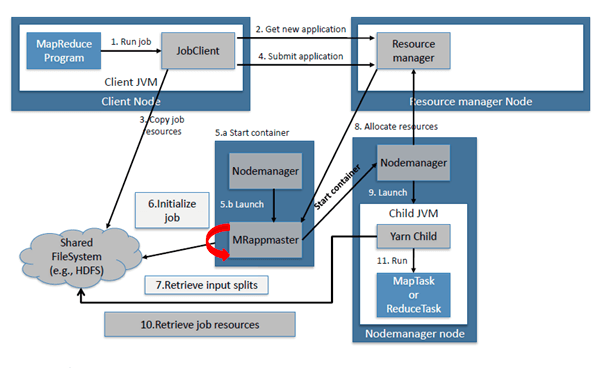 MapReduce
Program
1. Run job
JobClient
Client JVM
Client Node
2. Get new application
4. Submit application
Resource
manager
Resource manager Node
3. Copy job
resources
5.a Start container
8. Allocate resources
Nodemanager
5.b Launch
MRappmaster
Start container
Nodemanager
9. Launch
Child JVM
Yarn Child
11. Run
MapTask
or
ReduceTask
Nodemanager node
6.Initialize
job
Shared
FileSystem
(e.g., HDFS)
7.Retrieve input splits
10.Retrieve job resources